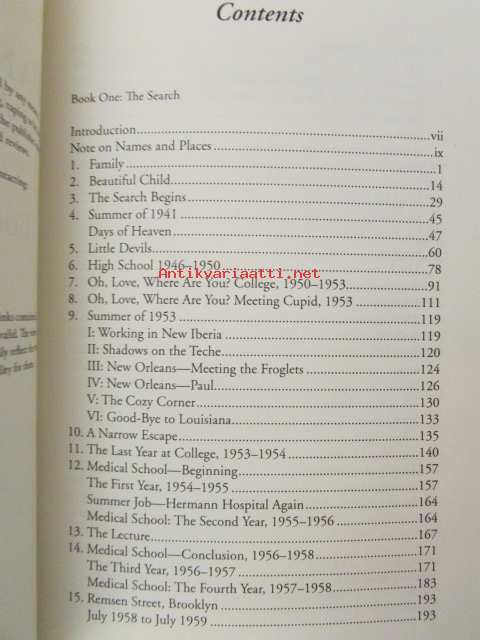 Contents
Book One: The Search
Introduction vii
Note on Names and Places ix
1. Family 1
2. Beautiful Child 14
3. The Search Begins 29
4. Summer of 1941 45
Days of Heaven 47
5. Little Devils 60
6. High School 1946–1950 78
Antikvariaatti.net
7. Oh, Love, Where Are You? College, 1950–1953 91
8. Oh, Love, Where Are You? Meeting Cupid, 1953 111
9. Summer of 1953 119
I: Working in New Iberia 119
II: Shadows on the Teche 120
III: New Orleans—Meeting the Froglets 124
IV: New Orleans—Paul 126
V: The Cozy Corner 130
VI: Good-Bye to Louisiana 133
10. A Narrow Escape 135
11. The Last Year at College, 1953–1954 140
12. Medical School—Beginning 157
The First Year, 1954–1955 157
Summer Job—Hermann Hospital Again 164
Medical School: The Second Year, 1955–1956 164
13. The Lecture 167
14. Medical School—Conclusion, 1956–1958 171
The Third Year, 1956–1957 171
Medical School: The Fourth Year, 1957–1958 183
15. Remsen Street, Brooklyn 193
July 1958 to July 1959 193